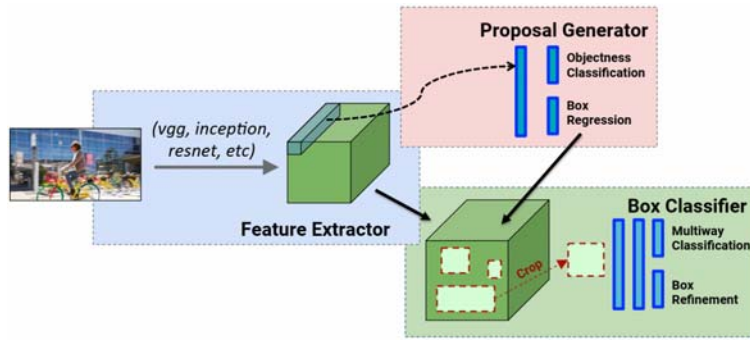 Proposal Generator
Objectness
Classification
Box
Regression
(vgg, inception,
resnet, etc)
Feature Extractor
Box Classifier
Crop
Multiway
Classification
Box
Refinement